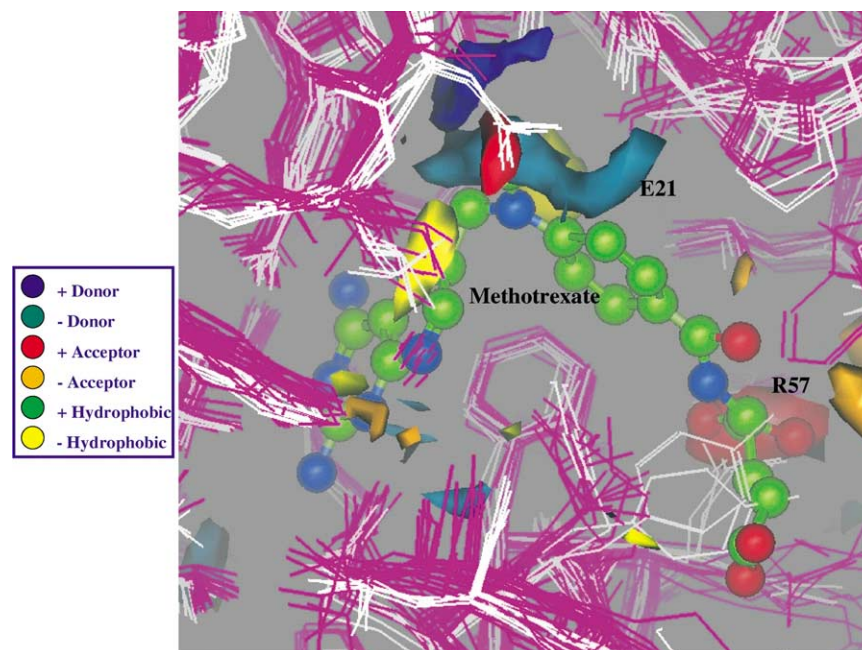 E21
Methotrexate
R57
+ Donor
- Donor
+ Acceptor
- Acceptor
+ Hydrophobic
- Hydrophobic